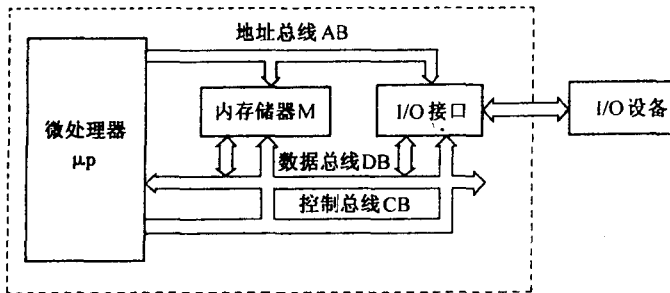 地址总线AB
微处理器
μp
内存储器M
I/O接口
I/O设备
数据总线DB
控制总线CB